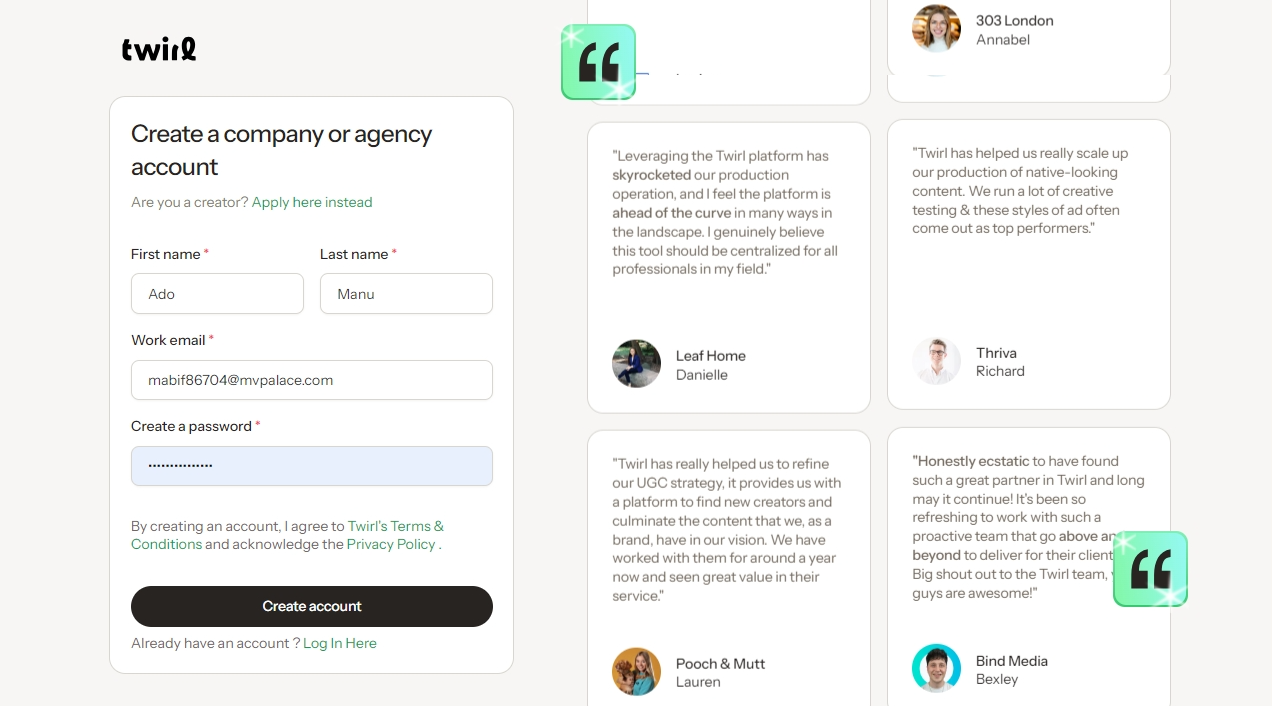 twirl
Create a company or agency
account
Are you a creator? Apply here instead
First name *
Last name *
Ado
Manu
Work email *
mabif86704@mvpalace.com
Create a password *
•••••••••••••••
By creating an account, I agree to Twirl's Terms &
Conditions and acknowledge the Privacy Policy .
Create account
Already have an account ? Log In Here
303 London
Annabel
"Leveraging the Twirl platform has
skyrocketed our production
operation, and I feel the platform is
ahead of the curve in many ways in
the landscape. I genuinely believe
this tool should be centralized for all
professionals in my field."
Leaf Home
Danielle
"Twirl has helped us really scale up
our production of native-looking
content. We run a lot of creative
testing & these styles of ad often
come out as top performers."
Thriva
Richard
"Twirl has really helped us to refine
our UGC strategy, it provides us with
a platform to find new creators and
culminate the content that we, as a
brand, have in our vision. We have
worked with them for around a year
now and seen great value in their
service."
Pooch & Mutt
Lauren
"Honestly ecstatic to have found
such a great partner in Twirl and long
may it continue! It's been so
refreshing to work with such a
proactive team that go above an
beyond to deliver for their client
Big shout out to the Twirl team,
guys are awesome!"
Bind Media
Bexley